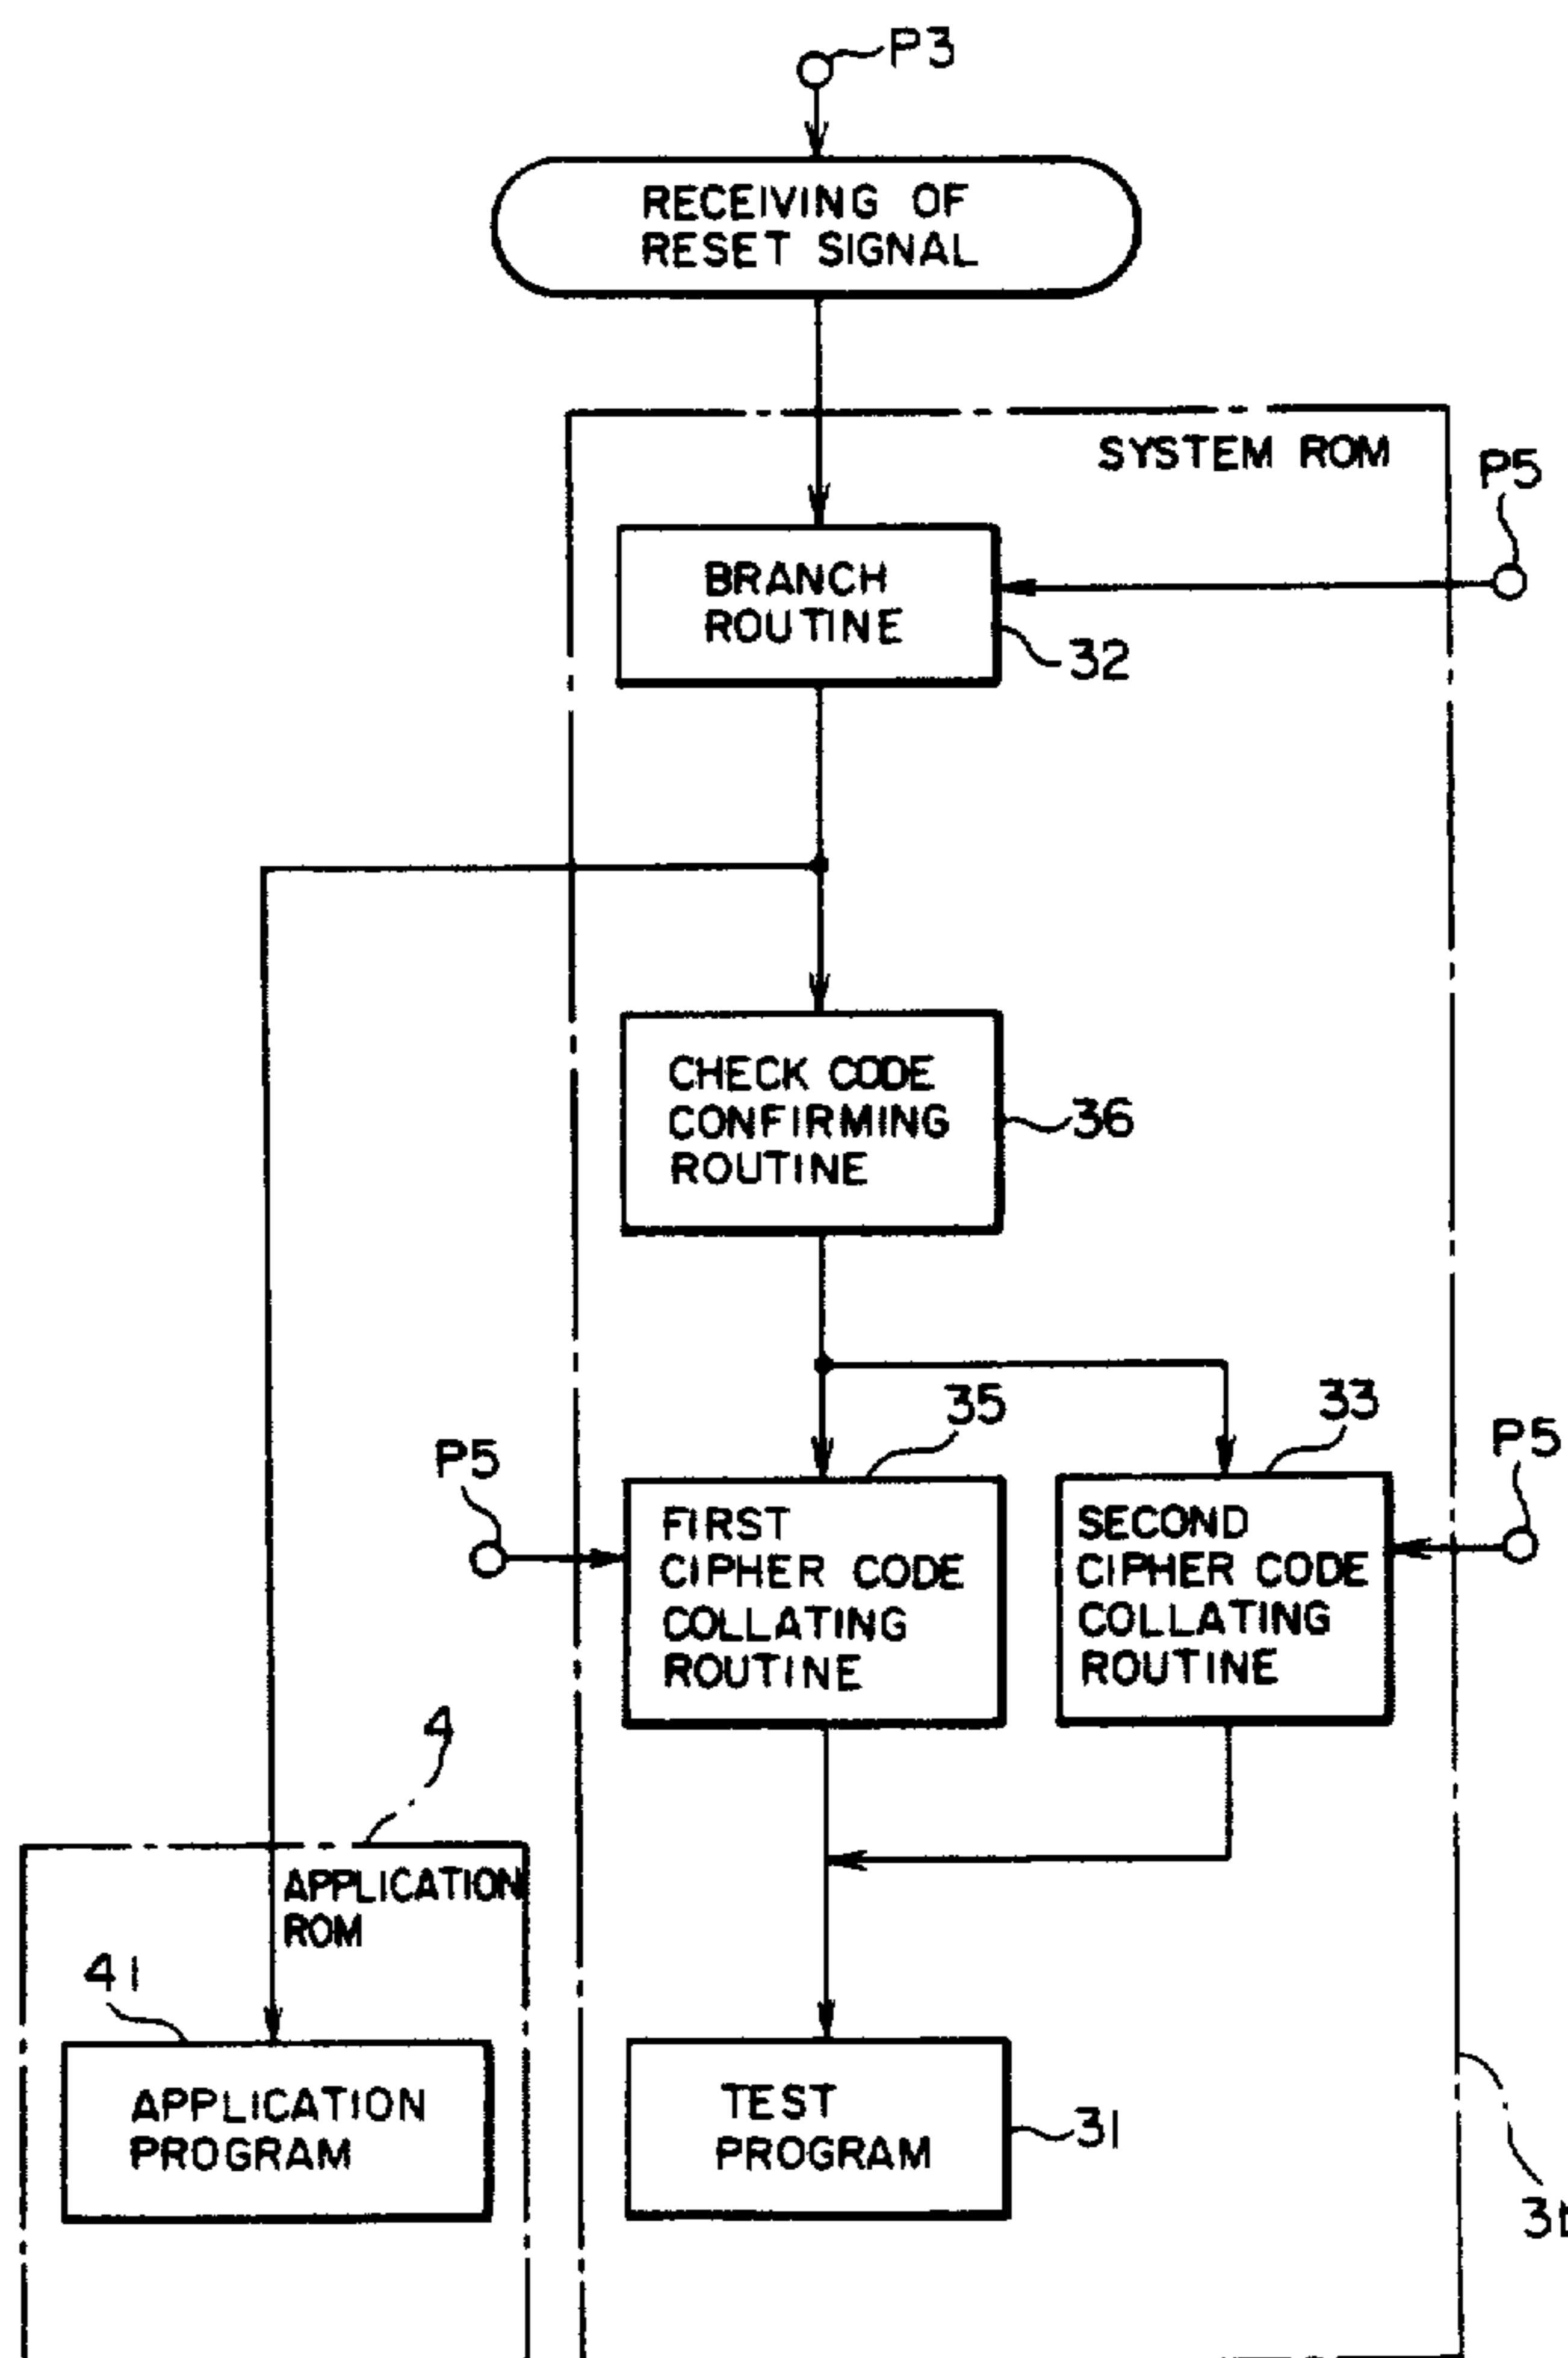 P3
RECEIVING OF
RESET SIGNAL
SYSTEM ROM
P5
BRANCH
ROUTINE
32
CHECK CODE
CONFIRMING
ROUTINE
36
35
33
P5
P5
FIRST
CIPHER CODE
COLLATING
ROUTINE
SECOND
CIPHER CODE
COLLATING
ROUTINE
4
APPLICATION
ROM
41
APPLICATION
PROGRAM
TEST
PROGRAM
31